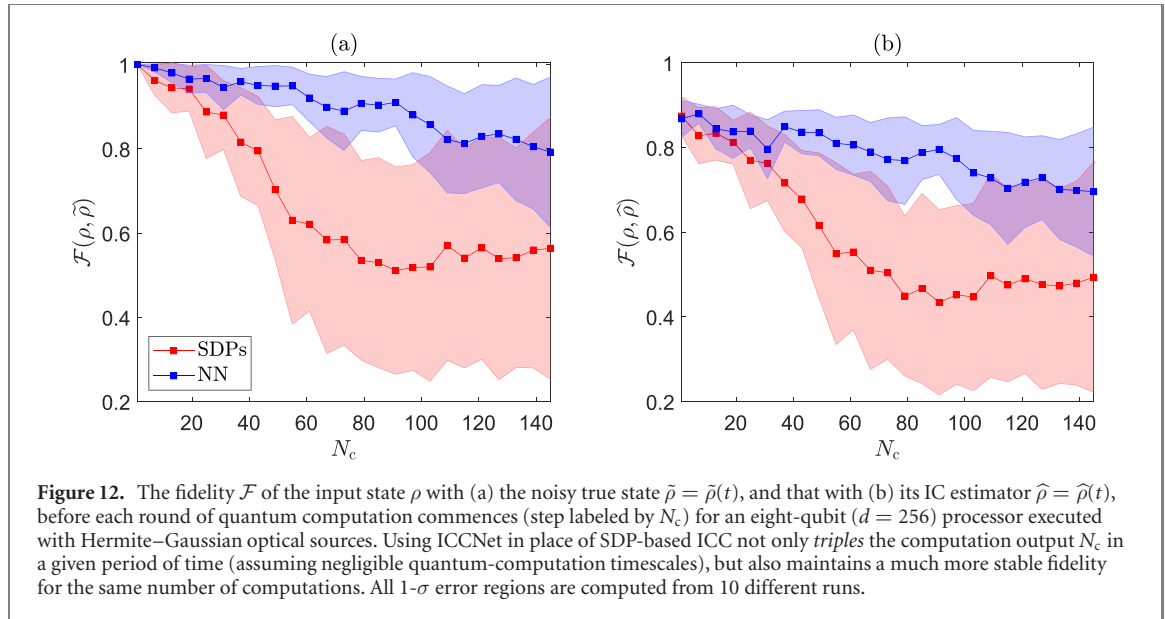 (a)
1
0.8
0.6
0.4
0.2
F(ρ, ρ̃)
SDPs
NN
20 40 60 80 100 120 140
N_c
(b)
1
0.8
0.6
0.4
0.2
F(ρ, ρ̂)
20 40 60 80 100 120 140
N_c
Figure 12. The fidelity F of the input state ρ with (a) the noisy true state ρ̃ = ρ̃(t), and that with (b) its IC estimator ρ̂ = ρ̂(t),
before each round of quantum computation commences (step labeled by N_c) for an eight-qubit (d = 256) processor executed
with Hermite–Gaussian optical sources. Using ICCNet in place of SDP-based ICC not only triples the computation output N_c in
a given period of time (assuming negligible quantum-computation timescales), but also maintains a much more stable fidelity
for the same number of computations. All 1-σ error regions are computed from 10 different runs.